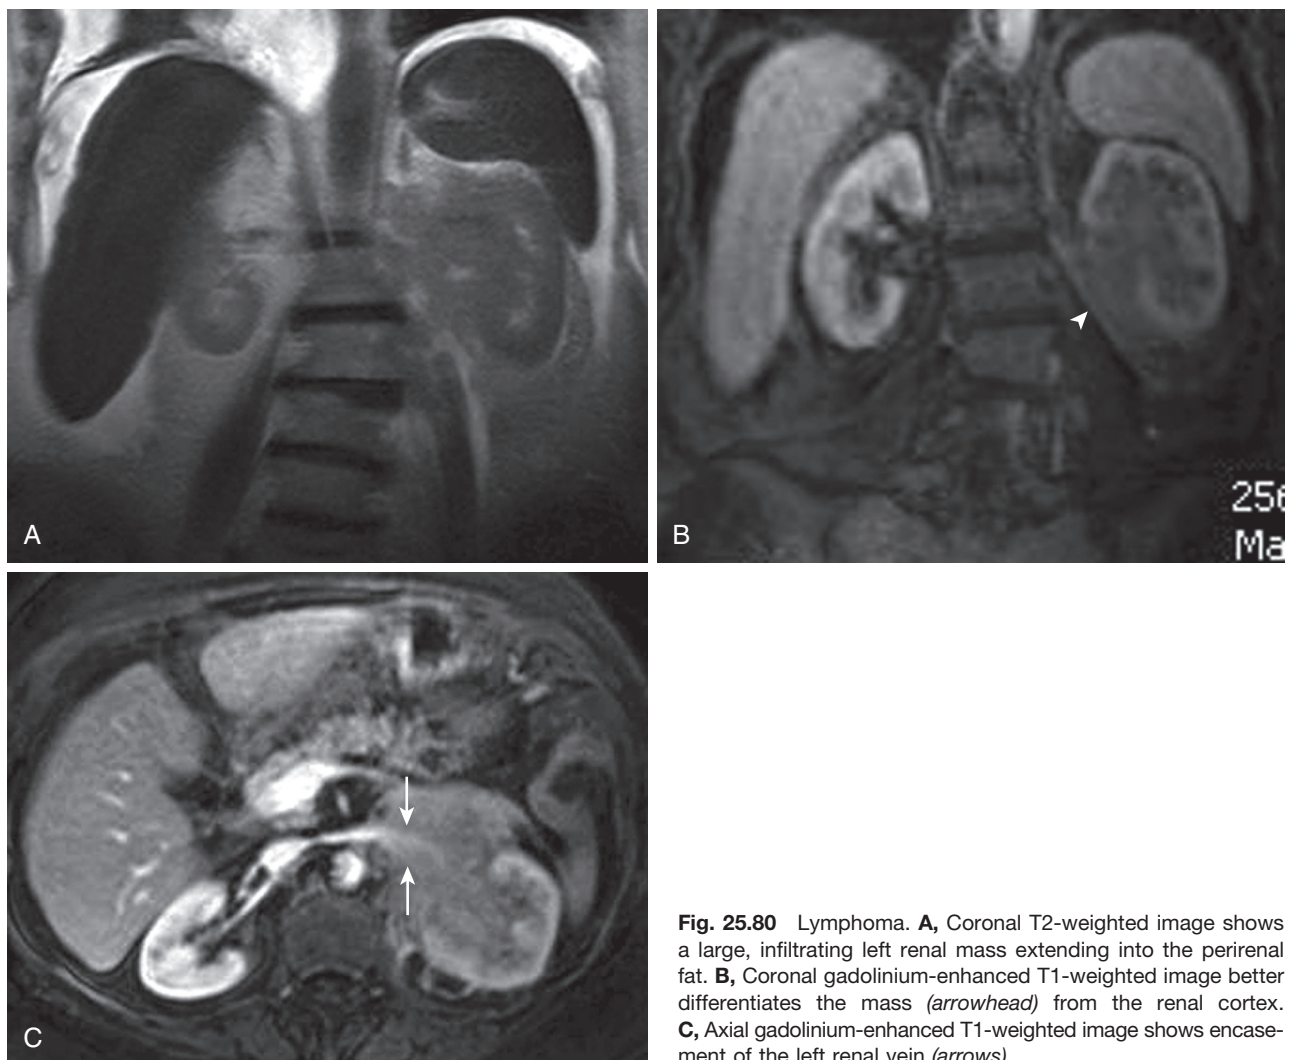 A
B
256
Ma
C
Fig. 25.80 Lymphoma. A, Coronal T2-weighted image shows
a large, infiltrating left renal mass extending into the perirenal
fat. B, Coronal gadolinium-enhanced T1-weighted image better
differentiates the mass (arrowhead) from the renal cortex.
C, Axial gadolinium-enhanced T1-weighted image shows encase-
ment of the left renal vein (arrows).